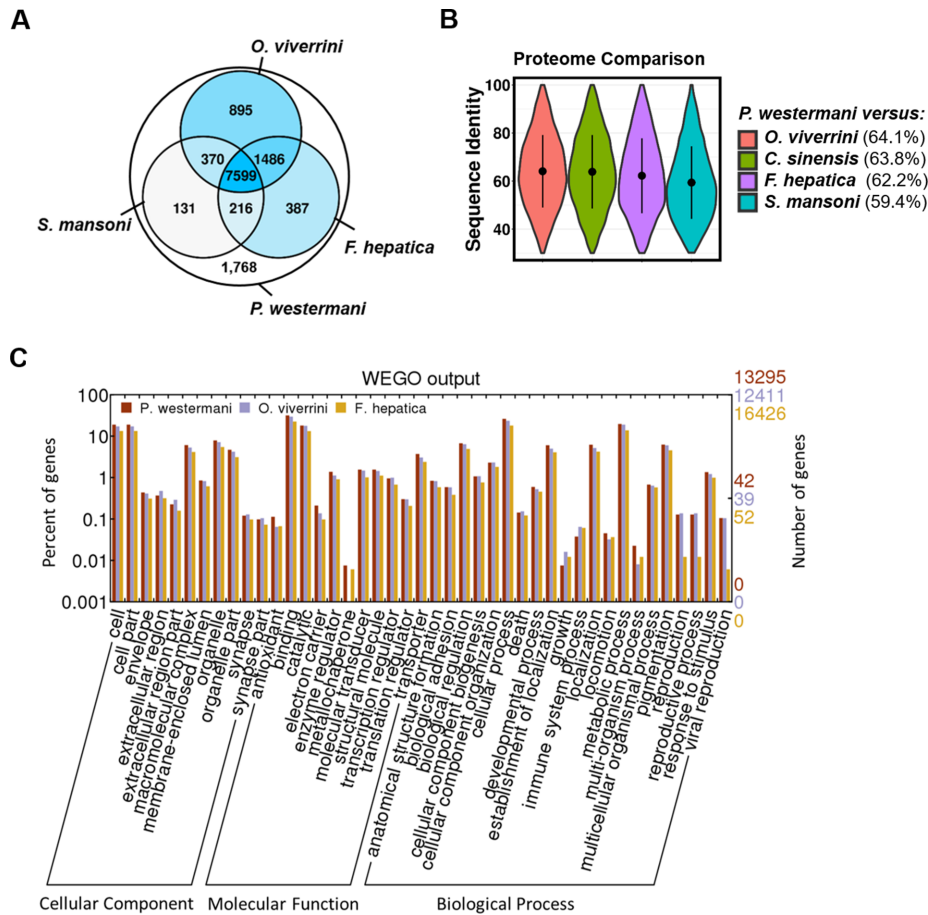 A
O. viverrini
895
370
1486
7599
131
216
387
S. mansoni
F. hepatica
1,768
P. westermani
B
Proteome Comparison
Sequence Identity
100
80
60
40
P. westermani versus:
O. viverrini (64.1%)
C. sinensis (63.8%)
F. hepatica (62.2%)
S. mansoni (59.4%)
C
WEGO output
P. westermani
O. viverrini
F. hepatica
Percent of genes
100
10
1
0.1
0.01
0.001
Number of genes
13295
12411
16426
42
39
52
0
0
0
cell
cell part
envelope
extracellular region
extracellular region part
macromolecular complex
membrane-enclosed lumen
organelle
organelle part
synapse
synapse part
antioxidant
binding
catalytic
electron carrier
enzyme regulator
metallochaperone
molecular transducer
structural molecule
transcription regulator
translation regulator
transporter
anatomical structure formation
biological adhesion
biological regulation
cellular component biogenesis
cellular component organization
cellular process
death
developmental process
establishment of localization
growth
immune system process
localization
locomotion
metabolic process
multi-organism process
multicellular organismal process
pigmentation
reproduction
reproductive process
response to stimulus
viral reproduction
Cellular Component
Molecular Function
Biological Process